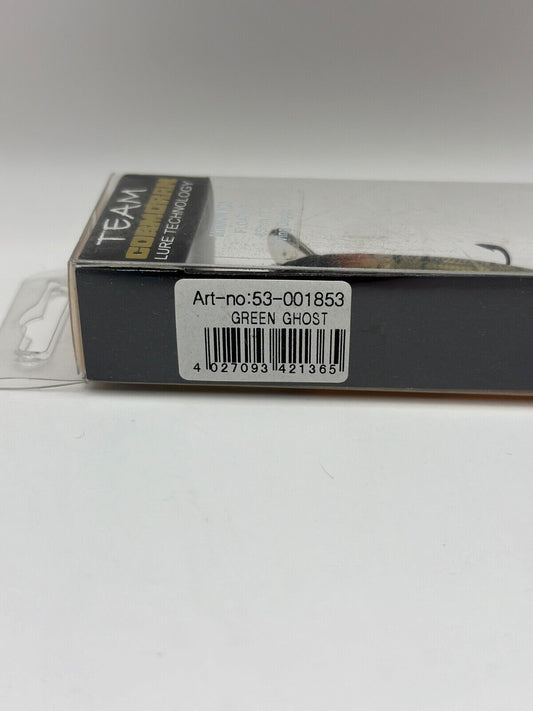 TEAM
CORMORAN
LURE TECHNOLOGY
Art-no:53-001853
GREEN GHOST
4 027093 421365